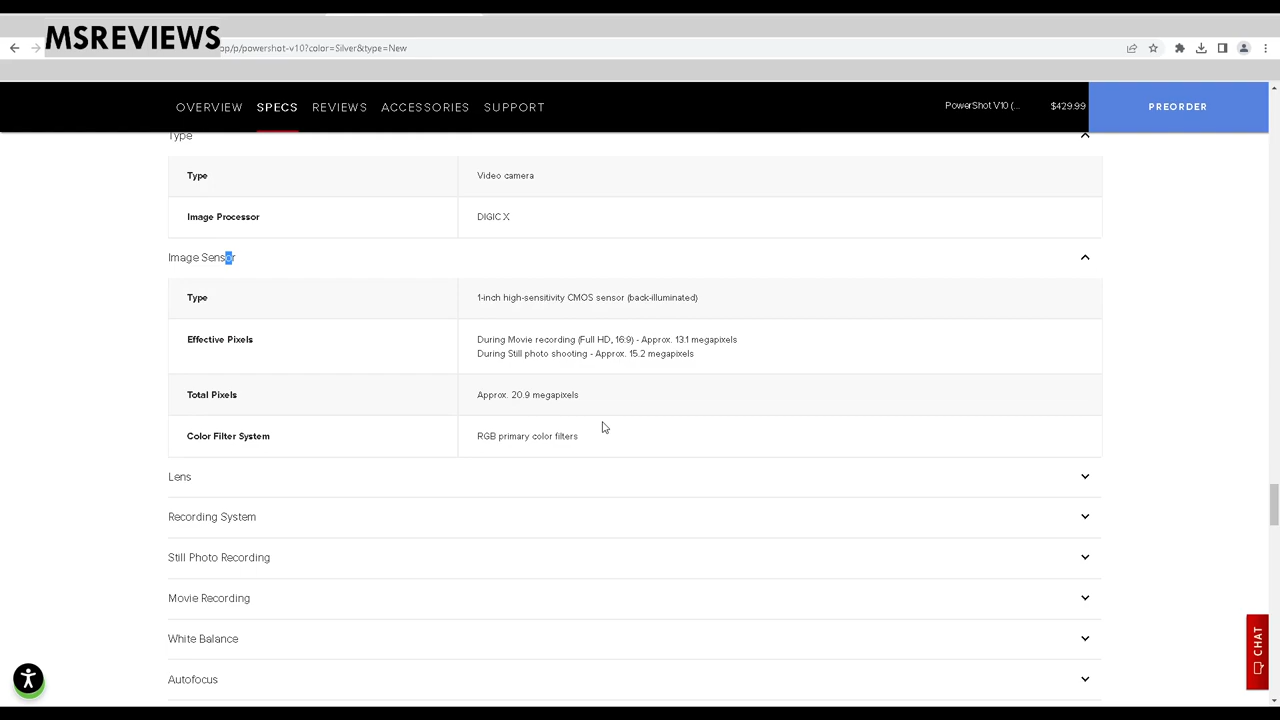 MSREVIEWS
op/p/powershot-v10?color=Silver&type=New
OVERVIEW SPECS REVIEWS ACCESSORIES SUPPORT PowerShot V10 (... $429.99 PREORDER
Type
Type Video camera
Image Processor DIGIC X
Image Sensor
Type 1-inch high-sensitivity CMOS sensor (back-illuminated)
Effective Pixels During Movie recording (Full HD, 16:9) - Approx. 13.1 megapixels
During Still photo shooting - Approx. 15.2 megapixels
Total Pixels Approx. 20.9 megapixels
Color Filter System RGB primary color filters
Lens
Recording System
Still Photo Recording
Movie Recording
White Balance
Autofocus
CHAT